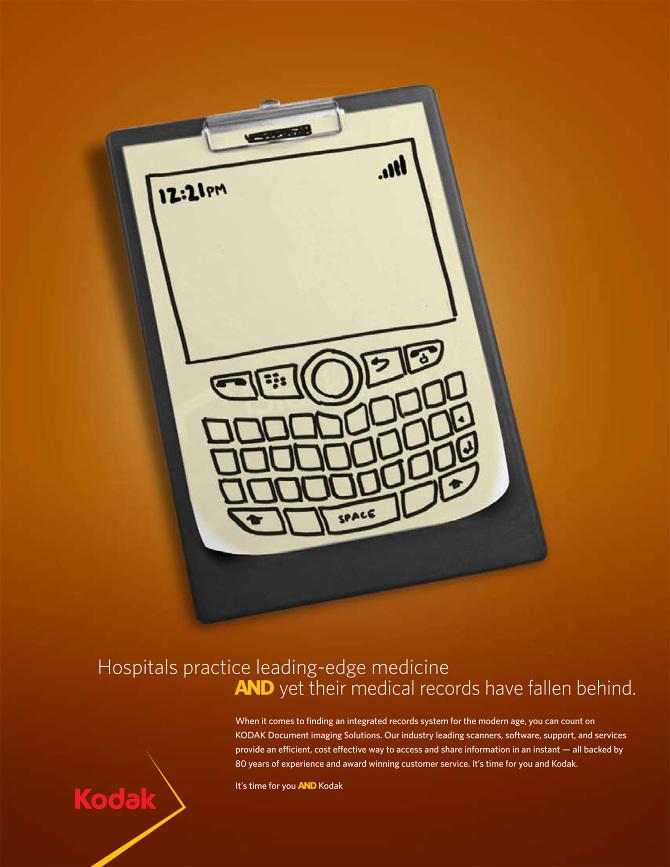 12:21PM
SPACE
Hospitals practice leading-edge medicine
AND yet their medical records have fallen behind.
When it comes to finding an integrated records system for the modern age, you can count on
KODAK Document imaging Solutions. Our industry leading scanners, software, support, and services
provide an efficient, cost effective way to access and share information in an instant — all backed by
80 years of experience and award winning customer service. It's time for you and Kodak.
It's time for you AND Kodak
Kodak